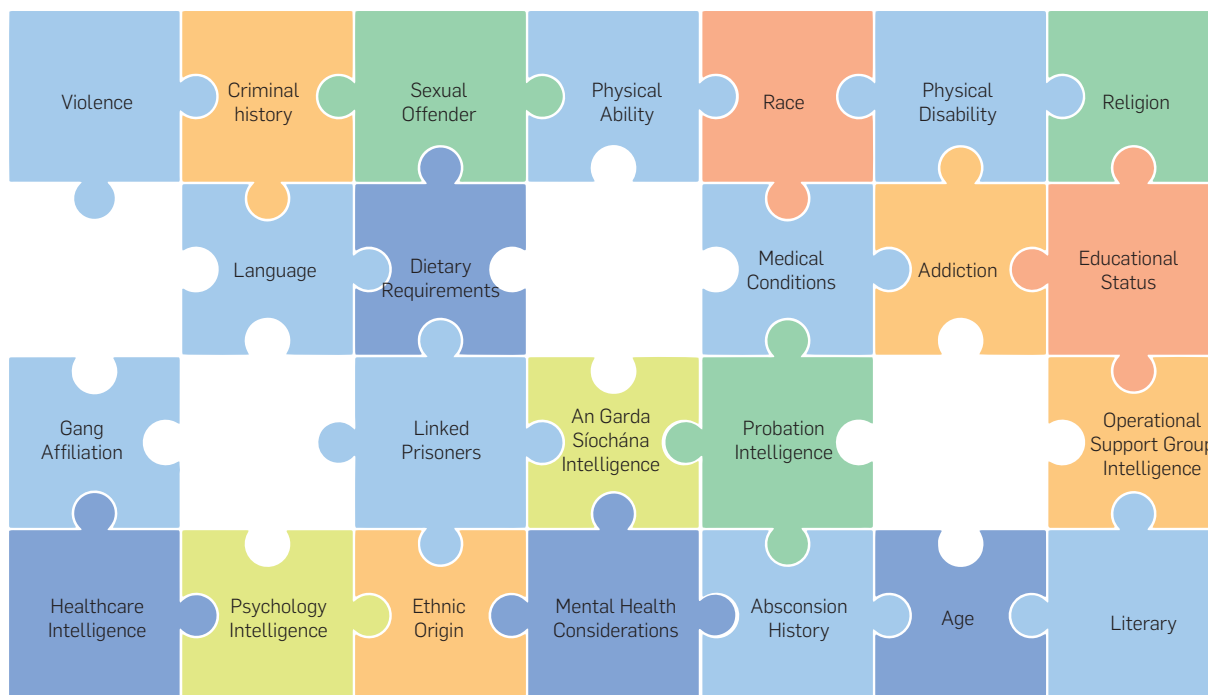 Violence
Criminal
history
Sexual
Offender
Physical
Ability
Race
Physical
Disability
Religion
Language
Dietary
Requirements
Medical
Conditions
Addiction
Educational
Status
Gang
Affiliation
Linked
Prisoners
An Garda
Síochána
Intelligence
Probation
Intelligence
Operational
Support Group
Intelligence
Healthcare
Intelligence
Psychology
Intelligence
Ethnic
Origin
Mental Health
Considerations
Absconsion
History
Age
Literary